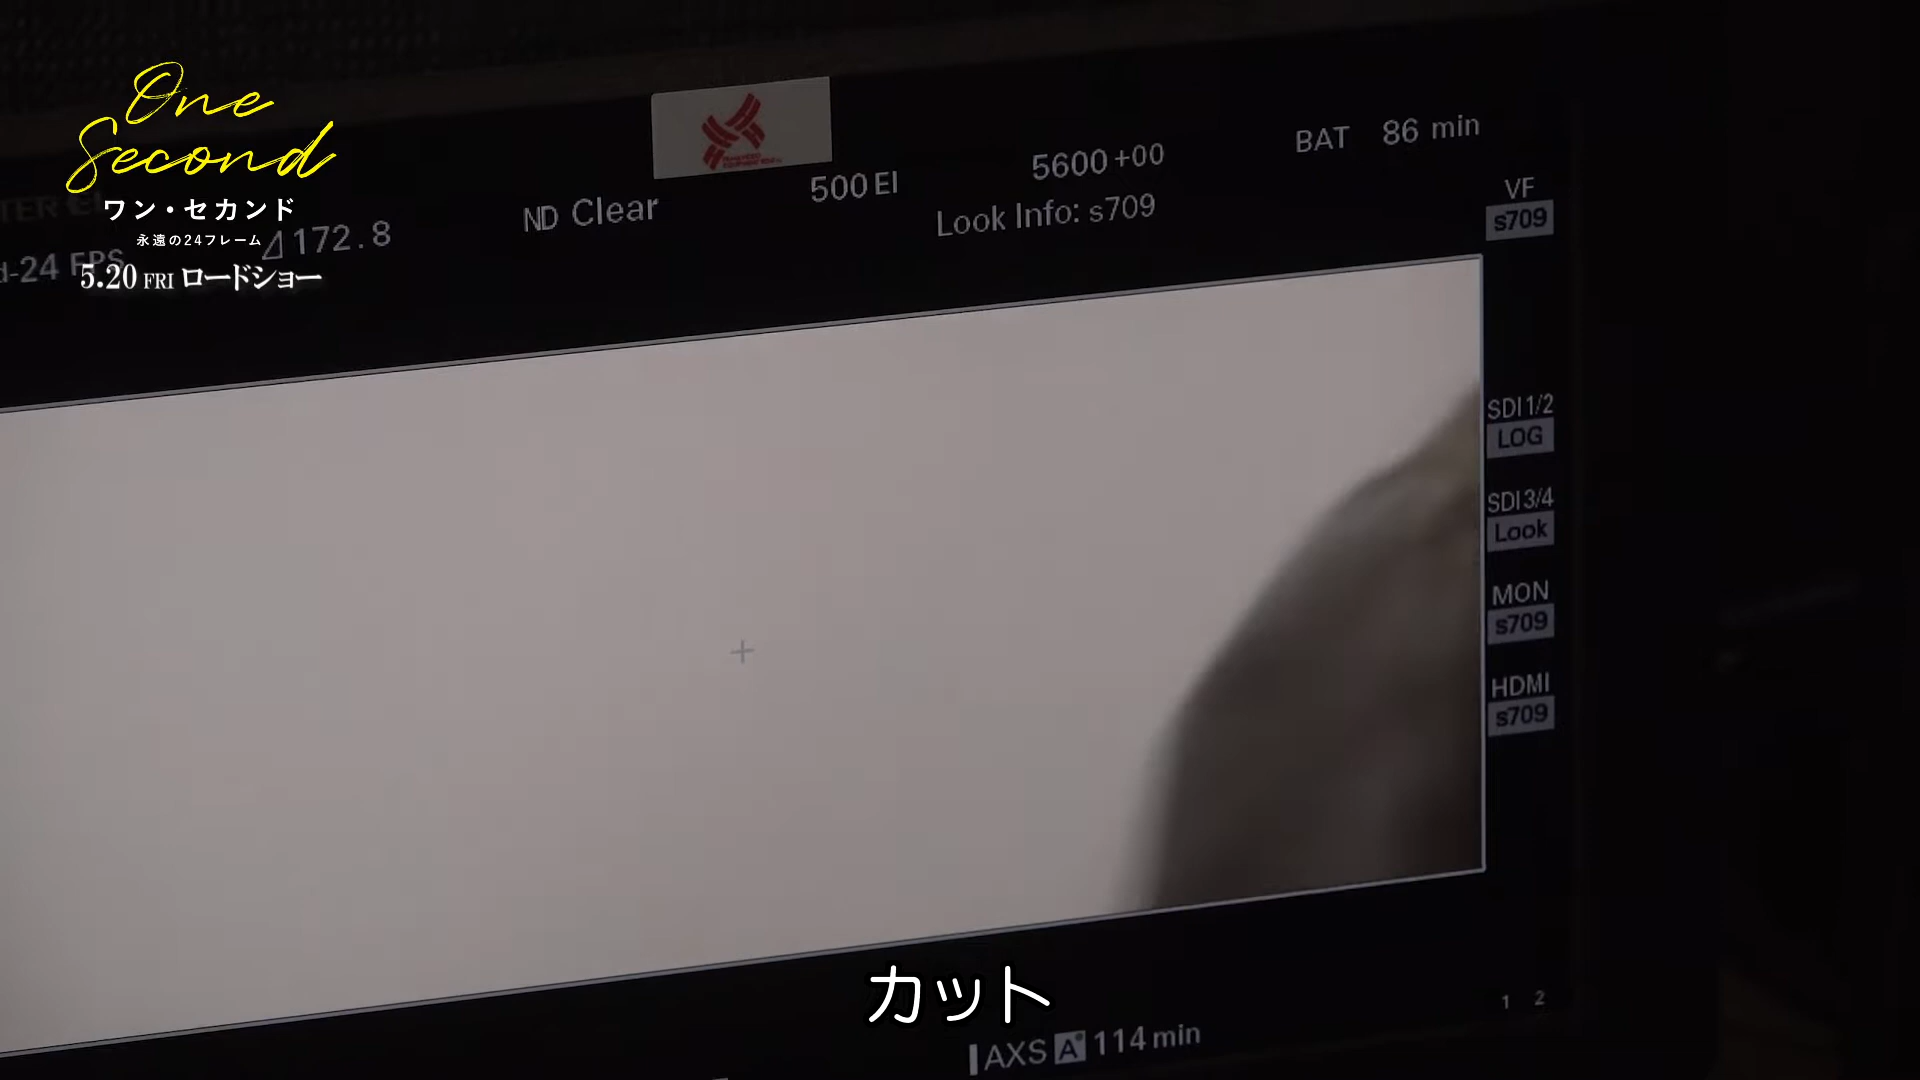 One
Second
ワン・セカンド
永遠の24フレーム
5.20 FRI ロードショー
-24 FPS
⊿172.8
ND Clear
500 EI
5600+00
Look Info: s709
BAT 86 min
VF
s709
SDI 1/2
LOG
SDI 3/4
Look
MON
s709
HDMI
s709
カット
1 2
AXS A 114 min